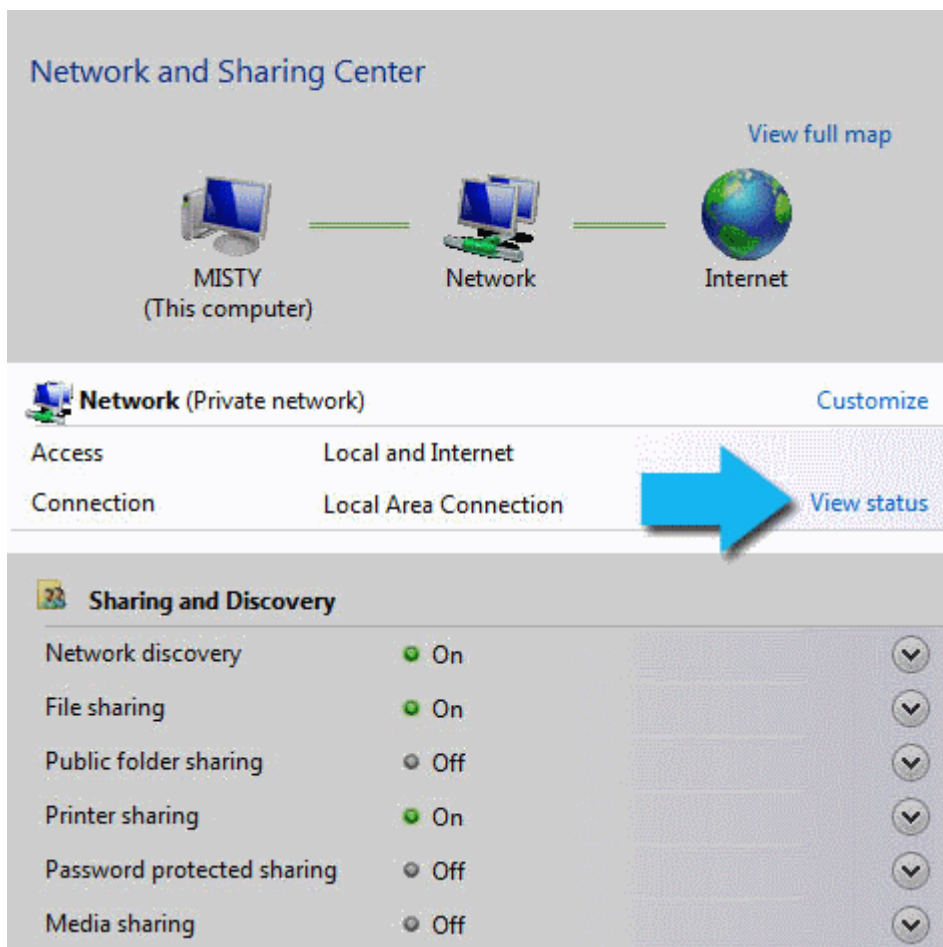 Network and Sharing Center
View full map
MISTY Network Internet
(This computer)
Network (Private network) Customize
Access Local and Internet
Connection Local Area Connection View status
Sharing and Discovery
Network discovery On
File sharing On
Public folder sharing Off
Printer sharing On
Password protected sharing Off
Media sharing Off